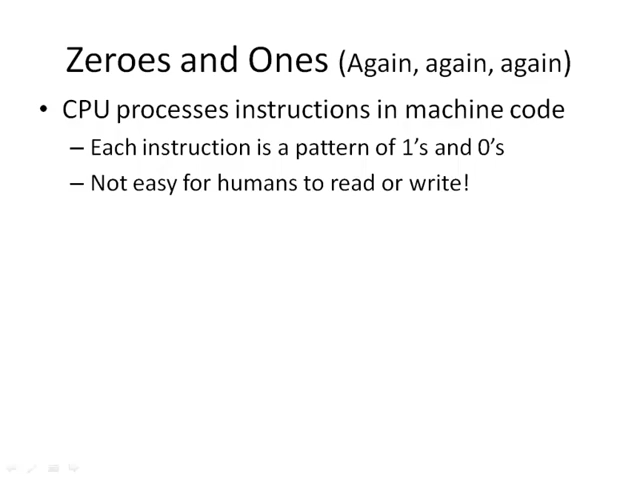 Zeroes and Ones (Again, again, again)
• CPU processes instructions in machine code
– Each instruction is a pattern of 1's and 0's
– Not easy for humans to read or write!